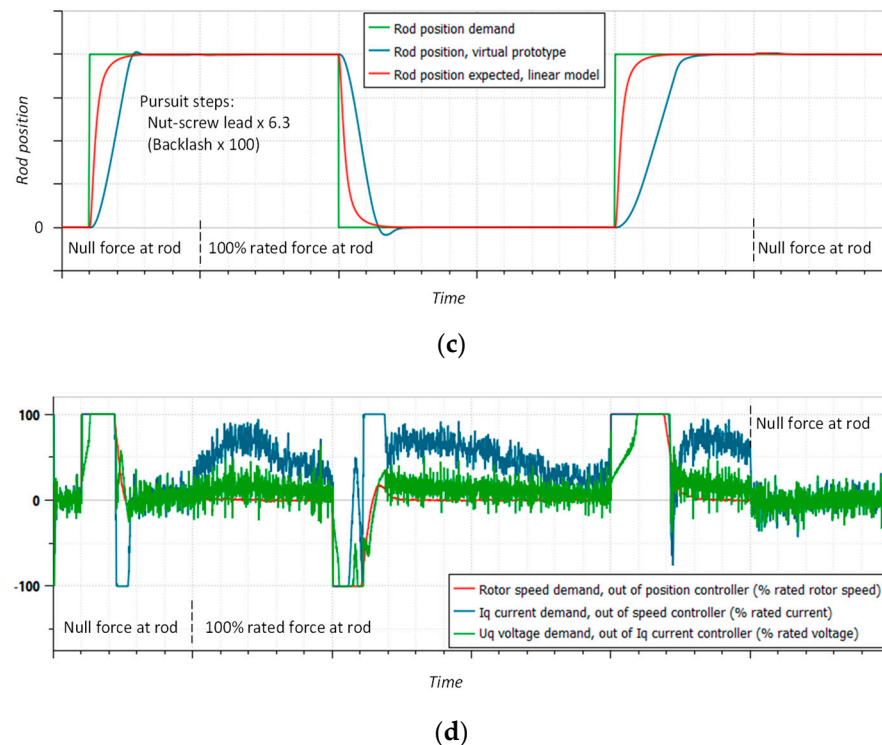 Rod position demand
Rod position, virtual prototype
Rod position expected, linear model
Pursuit steps:
Nut-screw lead x 6.3
(Backlash x 100)
Rod position
0
Null force at rod
100% rated force at rod
Null force at rod
Time
(c)
100
50
0
-50
-100
Null force at rod
Rotor speed demand, out of position controller (% rated rotor speed)
Iq current demand, out of speed controller (% rated current)
Uq voltage demand, out of Iq current controller (% rated voltage)
Null force at rod
100% rated force at rod
Time
(d)